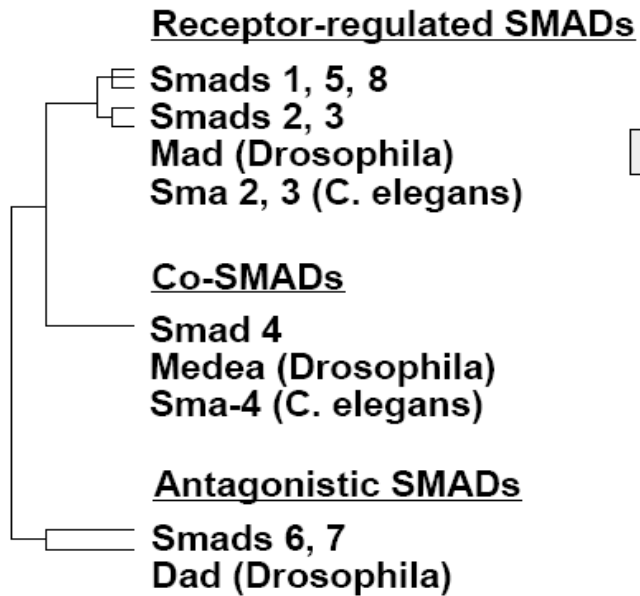 Receptor-regulated SMADs
Smads 1, 5, 8
Smads 2, 3
Mad (Drosophila)
Sma 2, 3 (C. elegans)
Co-SMADs
Smad 4
Medea (Drosophila)
Sma-4 (C. elegans)
Antagonistic SMADs
Smads 6, 7
Dad (Drosophila)